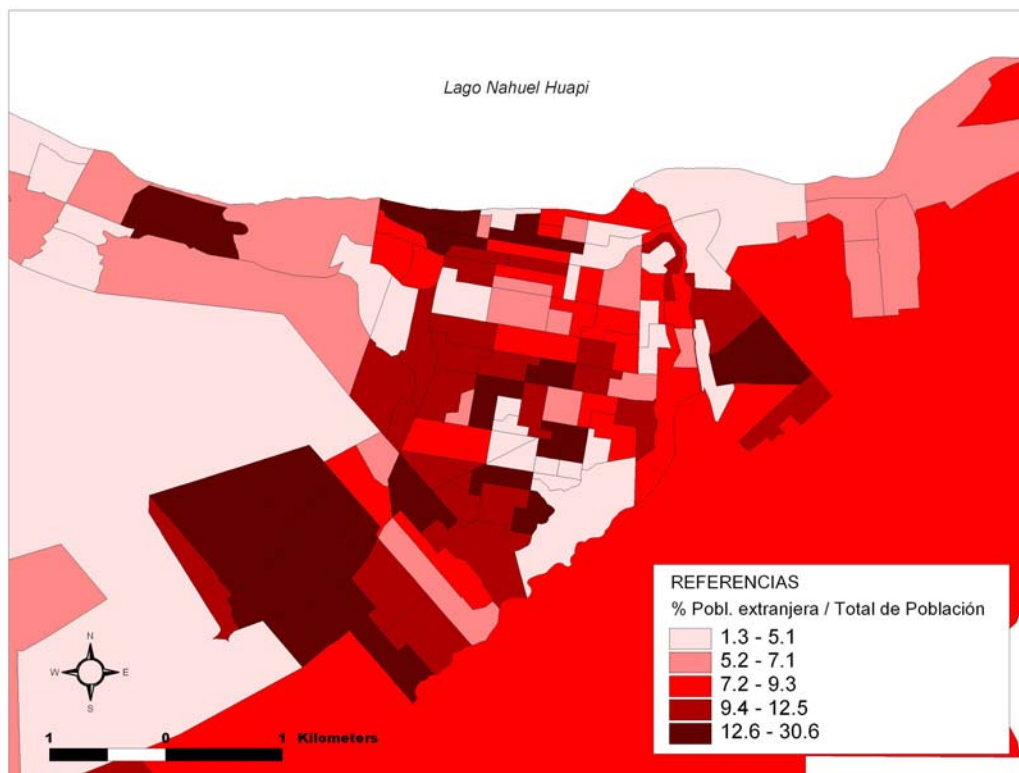 Lago Nahuel Huapi
REFERENCIAS
% Pobl. extranjera / Total de Población
1.3 - 5.1
5.2 - 7.1
7.2 - 9.3
9.4 - 12.5
12.6 - 30.6
N
W E
S
1 0 1 Kilometers